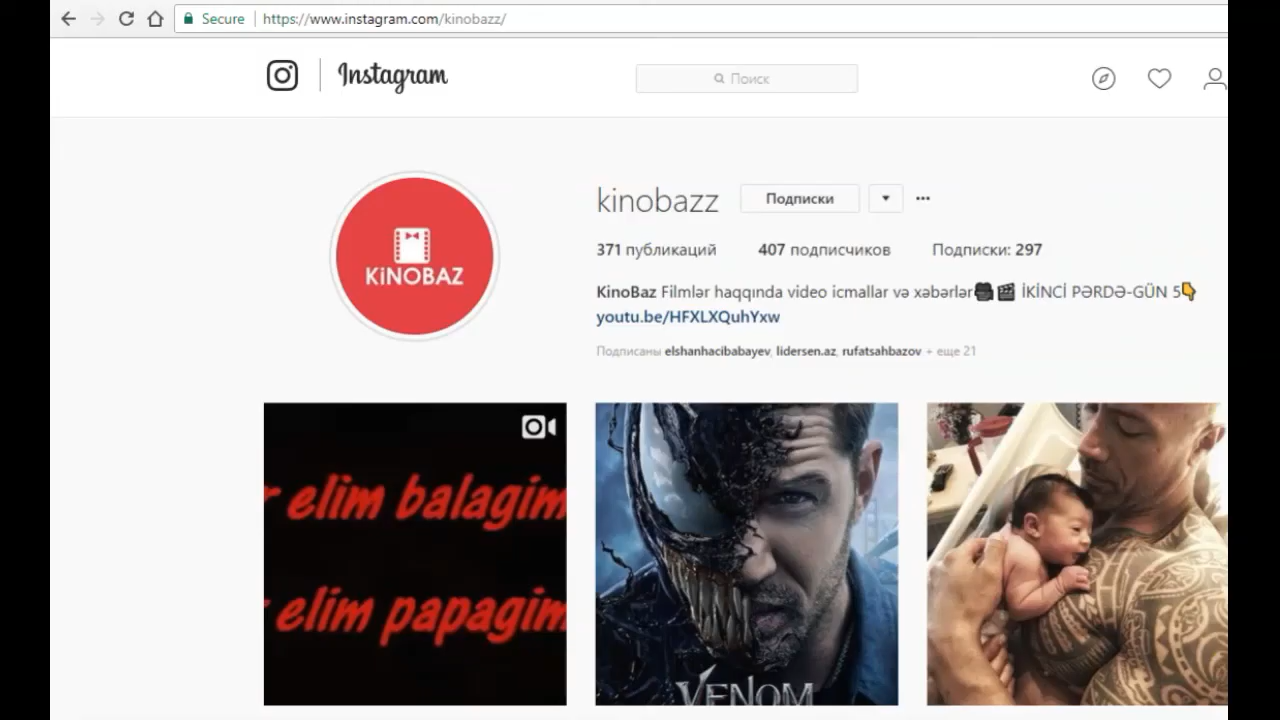 Secure
https://www.instagram.com/kinobazz/
Instagram
Поиск
KiNOBAZ
kinobazz
Подписки
371 публикаций 407 подписчиков Подписки: 297
KinoBaz Filmlər haqqında video icmallar və xəbərlər🎥🎬 İKİNCİ PƏRDƏ-GÜN 5👇
youtu.be/HFXLXQuhYxw
Подписаны elshanhacibabayev, lidersen.az, rufatsahbazov + еще 21
elim balagim
elim papagim
VENOM